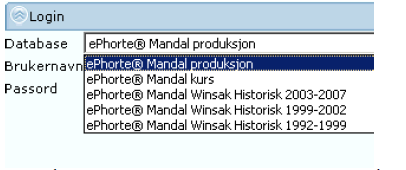 Login
Database ePhorte® Mandal produksjon
Brukernavn ePhorte® Mandal produksjon
ePhorte® Mandal kurs
Passord ePhorte® Mandal Winsak Historisk 2003-2007
ePhorte® Mandal Winsak Historisk 1999-2002
ePhorte® Mandal Winsak Historisk 1992-1999